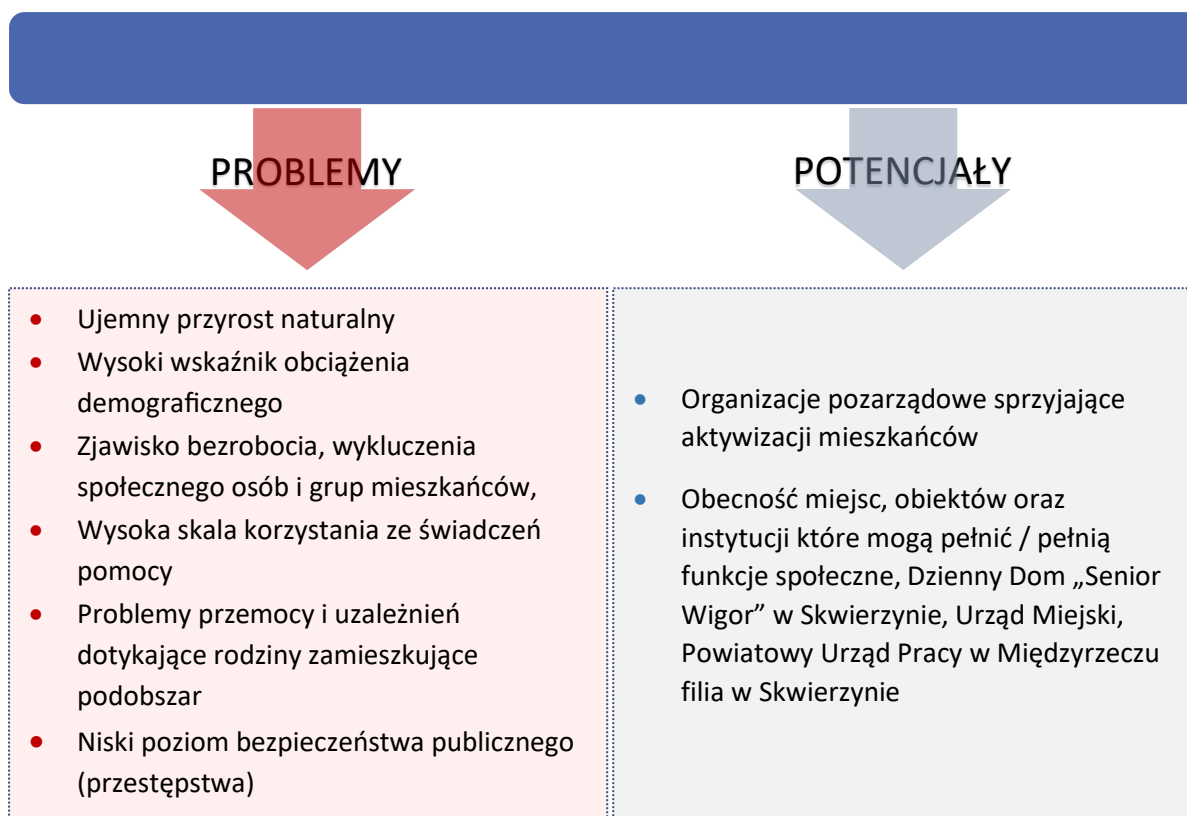 PROBLEMY
POTENCJAŁY
• Ujemny przyrost naturalny
• Wysoki wskaźnik obciążenia
demograficznego
• Zjawisko bezrobocia, wykluczenia
społecznego osób i grup mieszkańców,
• Wysoka skala korzystania ze świadczeń
pomocy
• Problemy przemocy i uzależnień
dotykające rodziny zamieszkujące
podobszar
• Niski poziom bezpieczeństwa publicznego
(przestępstwa)
• Organizacje pozarządowe sprzyjające
aktywizacji mieszkańców
• Obecność miejsc, obiektów oraz
instytucji które mogą pełnić / pełnią
funkcje społeczne, Dzienny Dom „Senior
Wigor” w Skwierzynie, Urząd Miejski,
Powiatowy Urząd Pracy w Międzyrzeczu
filia w Skwierzynie